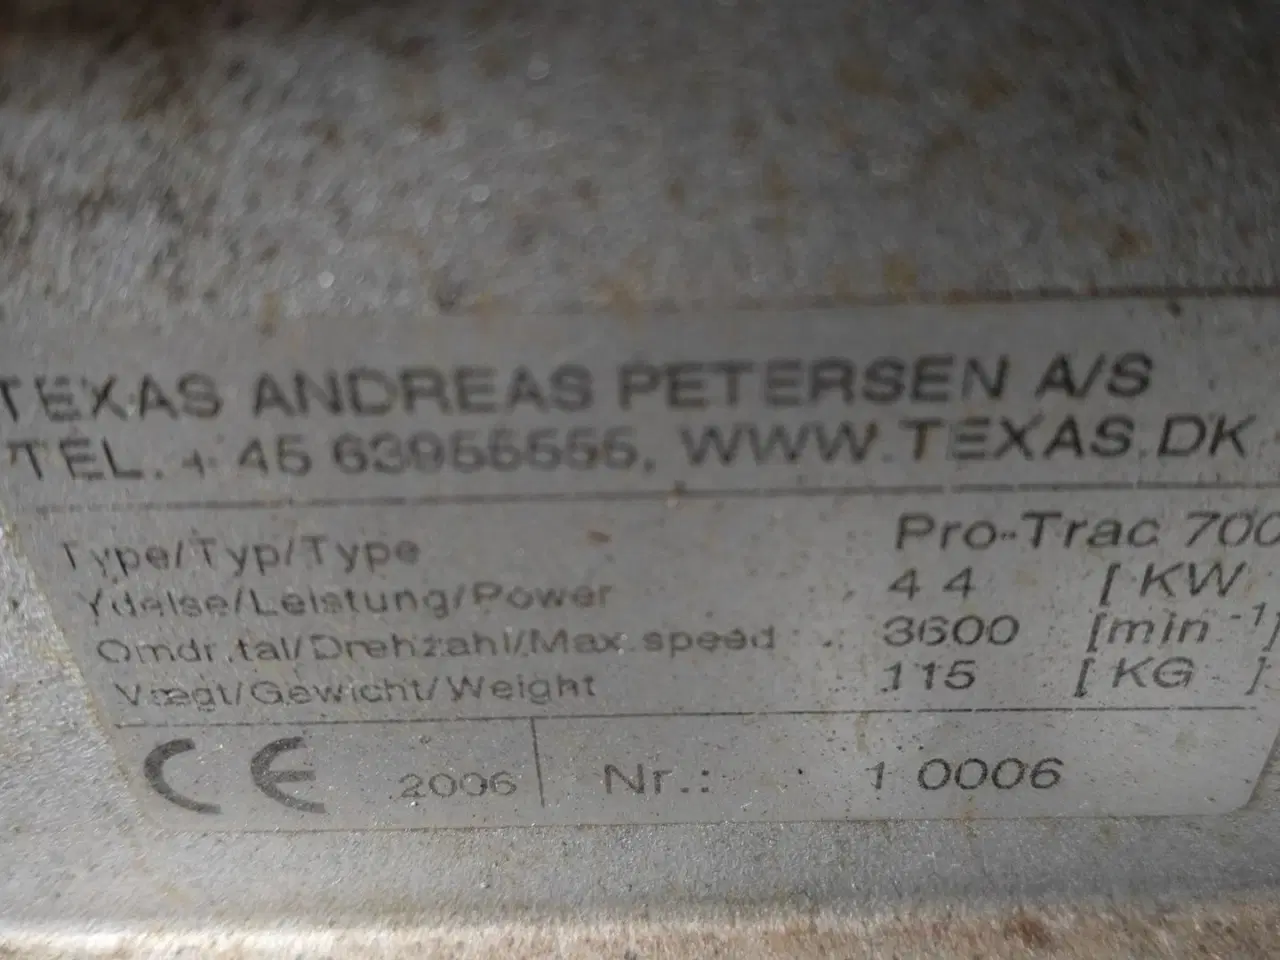 TEXAS ANDREAS PETERSEN A/S
TEL. + 45 63955555, WWW.TEXAS.DK
Type/Typ/Type Pro-Trac 700
Ydelse/Leistung/Power 4 4 [ KW
Omdr.tal/Drehzahl/Max.speed 3600 [min -1]
Vægt/Gewicht/Weight 115 [ KG ]
CE 2006 Nr.: 1 0006